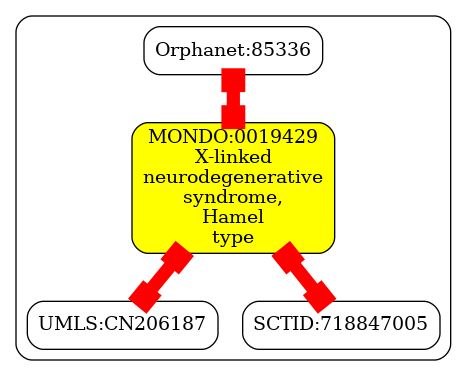 Orphanet:85336
MONDO:0019429
X-linked
neurodegenerative
syndrome,
Hamel
type
UMLS:CN206187
SCTID:718847005